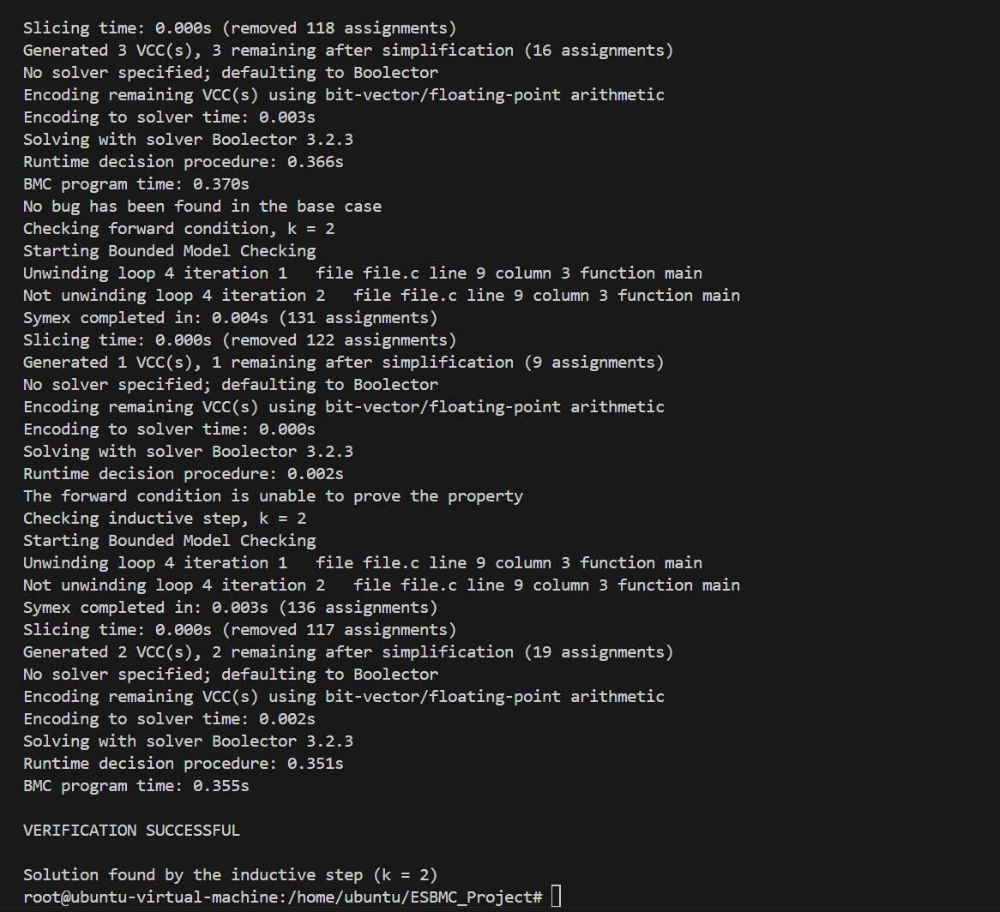 Slicing time: 0.000s (removed 118 assignments)
Generated 3 VCC(s), 3 remaining after simplification (16 assignments)
No solver specified; defaulting to Boolector
Encoding remaining VCC(s) using bit-vector/floating-point arithmetic
Encoding to solver time: 0.003s
Solving with solver Boolector 3.2.3
Runtime decision procedure: 0.366s
BMC program time: 0.370s
No bug has been found in the base case
Checking forward condition, k = 2
Starting Bounded Model Checking
Unwinding loop 4 iteration 1   file file.c line 9 column 3 function main
Not unwinding loop 4 iteration 2   file file.c line 9 column 3 function main
Symex completed in: 0.004s (131 assignments)
Slicing time: 0.000s (removed 122 assignments)
Generated 1 VCC(s), 1 remaining after simplification (9 assignments)
No solver specified; defaulting to Boolector
Encoding remaining VCC(s) using bit-vector/floating-point arithmetic
Encoding to solver time: 0.000s
Solving with solver Boolector 3.2.3
Runtime decision procedure: 0.002s
The forward condition is unable to prove the property
Checking inductive step, k = 2
Starting Bounded Model Checking
Unwinding loop 4 iteration 1   file file.c line 9 column 3 function main
Not unwinding loop 4 iteration 2   file file.c line 9 column 3 function main
Symex completed in: 0.003s (136 assignments)
Slicing time: 0.000s (removed 117 assignments)
Generated 2 VCC(s), 2 remaining after simplification (19 assignments)
No solver specified; defaulting to Boolector
Encoding remaining VCC(s) using bit-vector/floating-point arithmetic
Encoding to solver time: 0.002s
Solving with solver Boolector 3.2.3
Runtime decision procedure: 0.351s
BMC program time: 0.355s
VERIFICATION SUCCESSFUL
Solution found by the inductive step (k = 2)
root@ubuntu-virtual-machine:/home/ubuntu/ESBMC_Project#